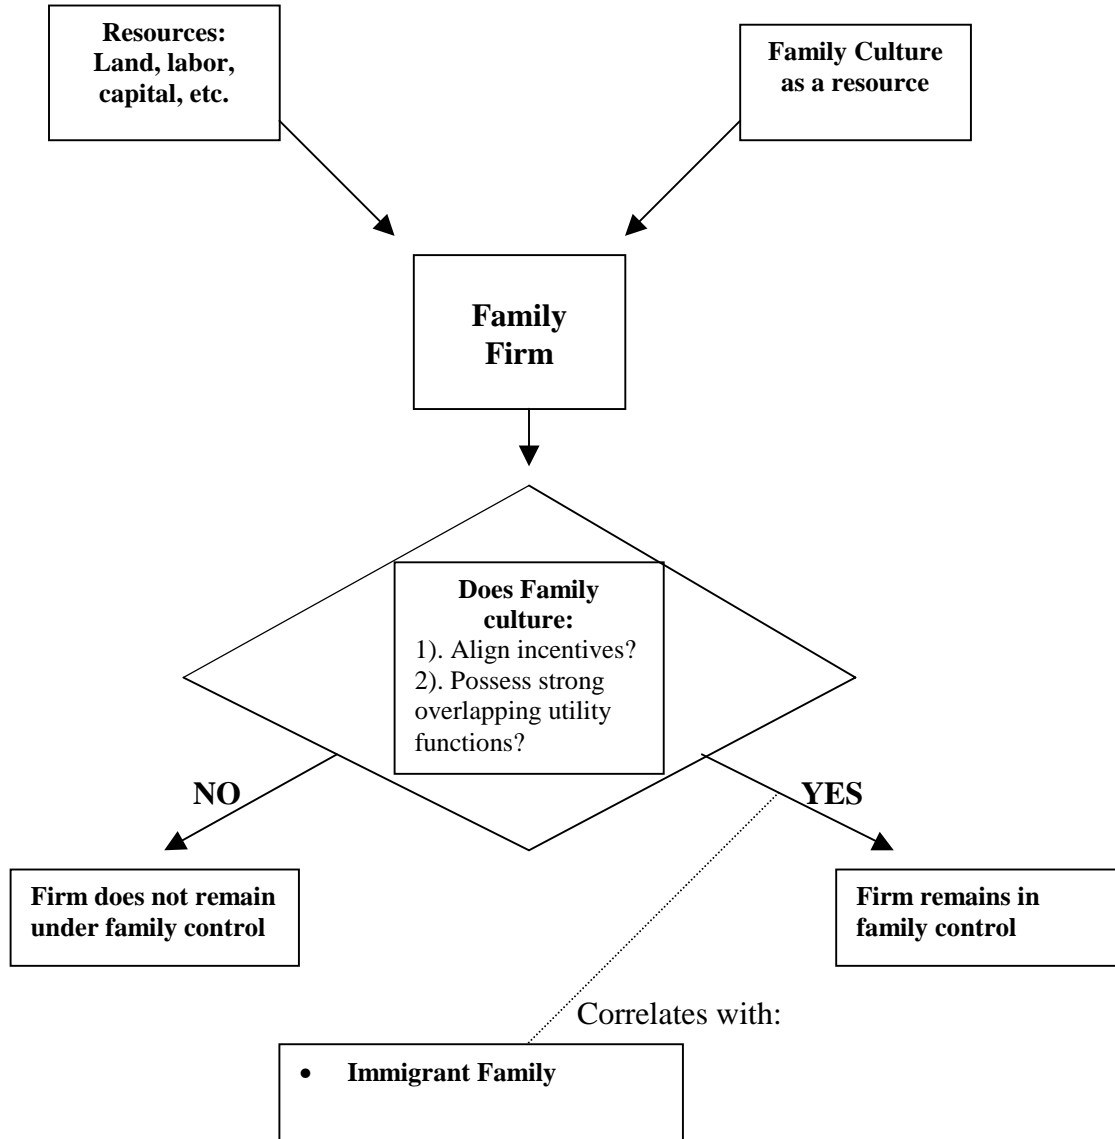 Resources:
Land, labor,
capital, etc.
Family Culture
as a resource
Family
Firm
Does Family
culture:
1). Align incentives?
2). Possess strong
overlapping utility
functions?
NO
YES
Firm does not remain
under family control
Firm remains in
family control
Correlates with:
• Immigrant Family